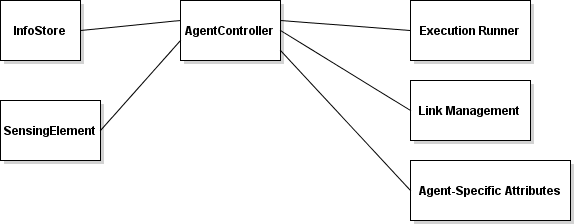 InfoStore
AgentController
Execution Runner
SensingElement
Link Management
Agent-Specific Attributes